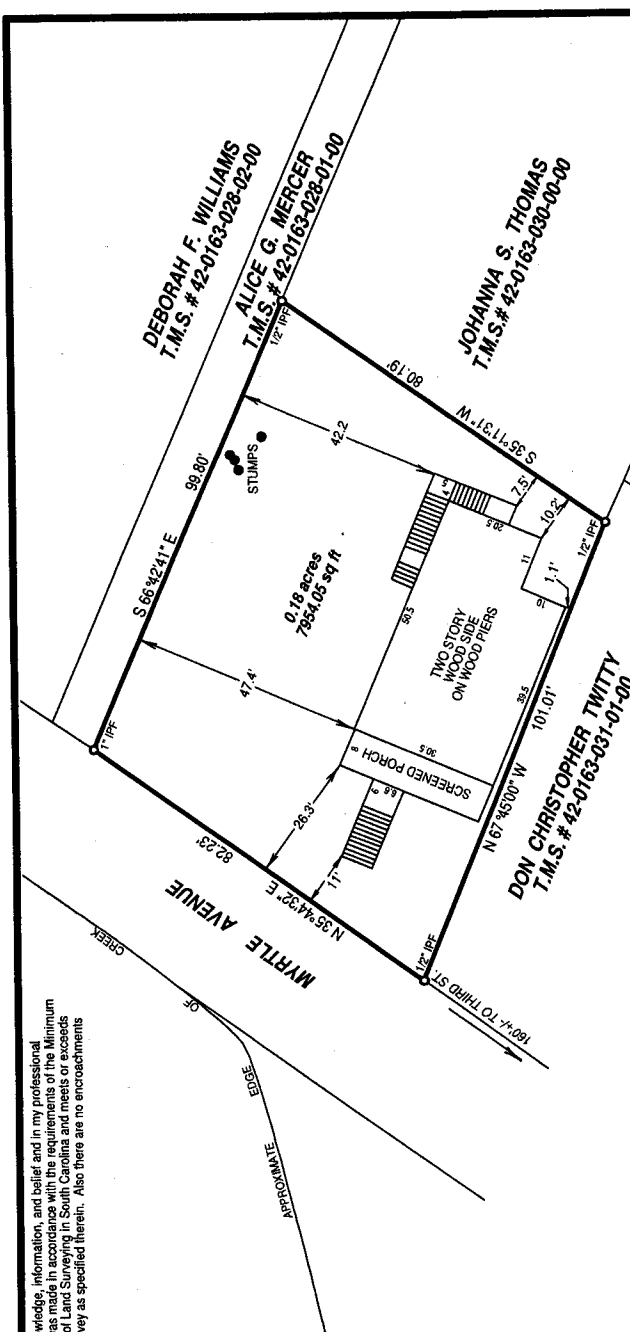 DEBORAH F. WILLIAMS
T.M.S. # 42-0163-028-02-00
ALICE G. MERCER
T.M.S. # 42-0163-028-01-00
JOHANNA S. THOMAS
T.M.S.# 42-0163-030-00-00
1/2" IPF
99.80'
S 66°42'41" E
STUMPS
42.2
80.19'
S 35°11'31" W
0.18 acres
7954.05 sq ft
5
4
7.5'
20.5
10.2'
11
1.1'
10
1/2" IPF
1" IPF
47.4'
50.5
TWO STORY
WOOD SIDE
ON WOOD PIERS
39.5
101.01'
N 67°45'00" W
8
30.5
SCREENED PORCH
26.3'
6.6
11'
82.23'
N 35°44'32" E
MYRTLE AVENUE
1/2" IPF
160'+/- TO THIRD ST.
DON CHRISTOPHER TWITTY
T.M.S. # 42-0163-031-01-00
APPROXIMATE
EDGE
OF
CREEK
wledge, information, and belief and in my professional
as made in accordance with the requirements of the Minimum
of Land Surveying in South Carolina and meets or exceeds
vey as specified therein. Also there are no encroachments